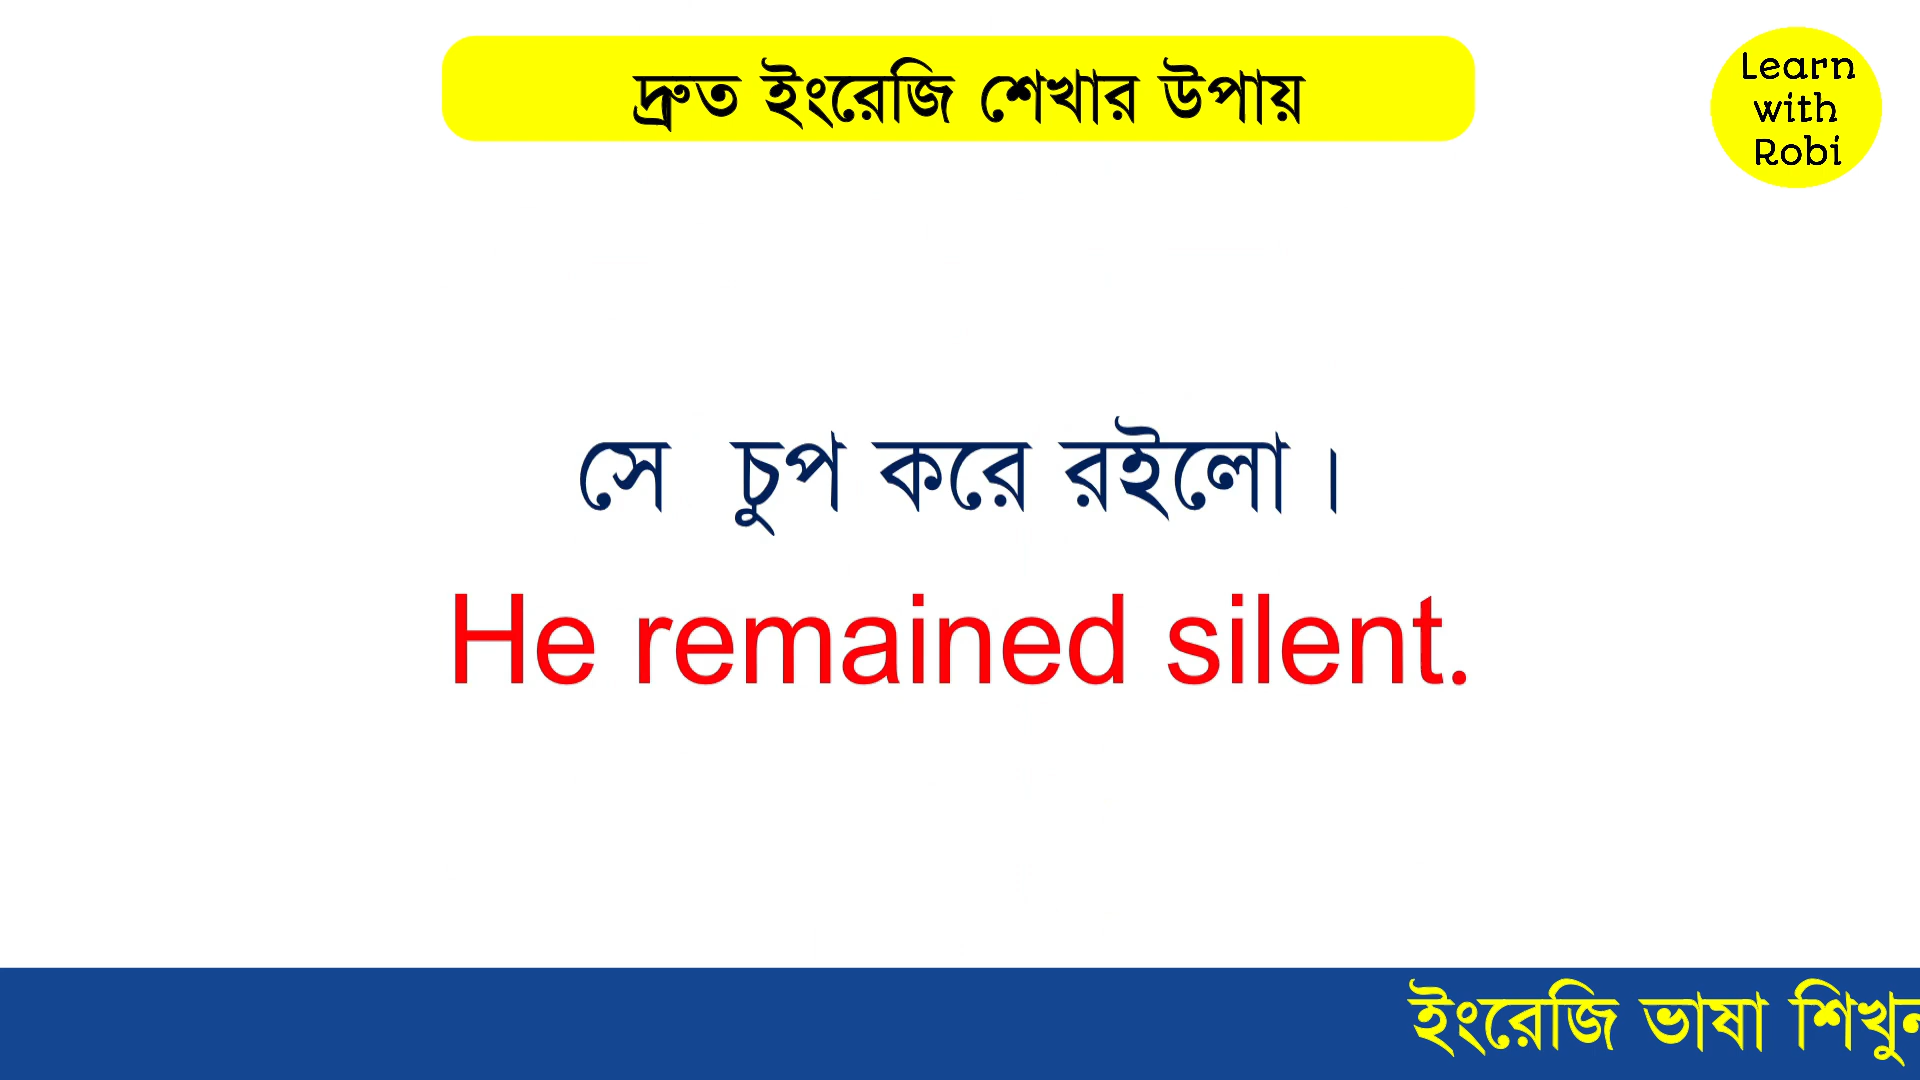 দ্রুত ইংরেজি শেখার উপায়
Learn
with
Robi
সে চুপ করে রইলো।
He remained silent.
ইংরেজি ভাষা শিখুন